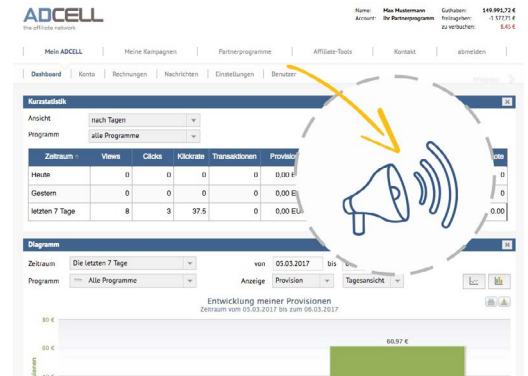 ADCELL
the affiliate network
Name: Max Mustermann Guthaben: 149.991,72 €
Account: Ihr Partnerprogramm freizugeben: -1.377,71 €
zu verbuchen: 8,45 €
Mein ADCELL Meine Kampagnen Partnerprogramme Affiliate-Tools Kontakt abmelden
Dashboard Konto Rechnungen Nachrichten Einstellungen Benutzer
Kurzstatistik
Ansicht nach Tagen
Programm alle Programme
Zeitraum Views Clicks Klickrate Transaktionen Provision
Heute 0 0 0 0 0,00 0
Gestern 0 0 0 0 0,00 0
letzten 7 Tage 8 3 37.5 0 0,00 EU 0.00
Diagramm
Zeitraum Die letzten 7 Tage von 05.03.2017 bis
Programm Alle Programme Anzeige Provision Tagesansicht
Entwicklung meiner Provisionen
Zeitraum vom 05.03.2017 bis zum 06.03.2017
80 €
60,97 €
60 €